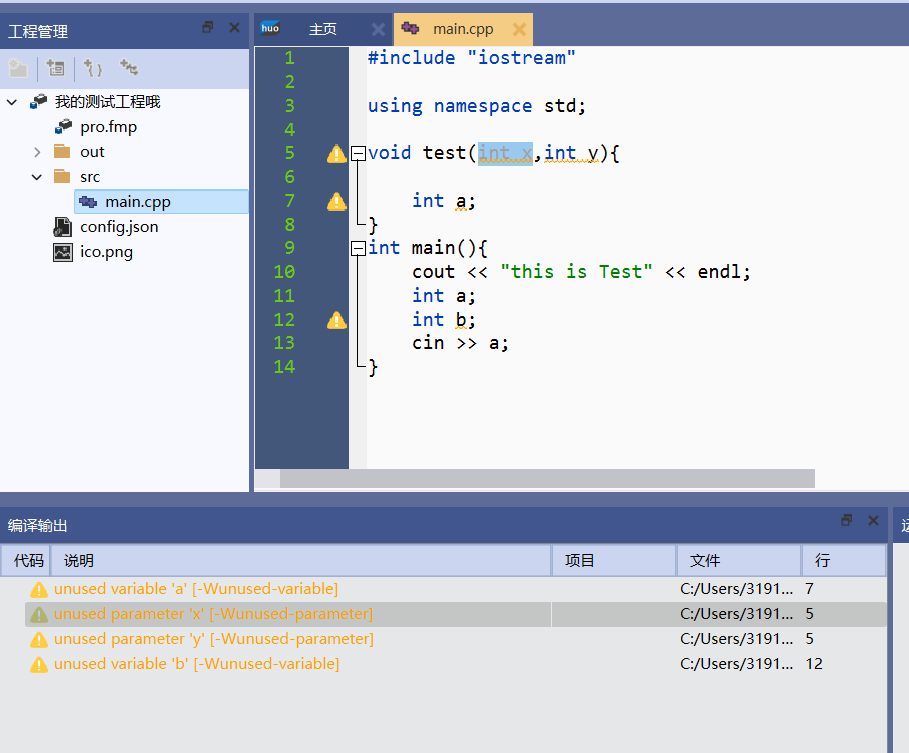 工程管理
huo 主页
main.cpp
我的测试工程哦
pro.fmp
out
src
main.cpp
config.json
ico.png
1 #include "iostream"
2
3 using namespace std;
4
5 void test(int x,int y){
6
7 int a;
8 }
9 int main(){
10 cout << "this is Test" << endl;
11 int a;
12 int b;
13 cin >> a;
14 }
编译输出
代码 说明 项目 文件 行
unused variable 'a' [-Wunused-variable] C:/Users/3191... 7
unused parameter 'x' [-Wunused-parameter] C:/Users/3191... 5
unused parameter 'y' [-Wunused-parameter] C:/Users/3191... 5
unused variable 'b' [-Wunused-variable] C:/Users/3191... 12